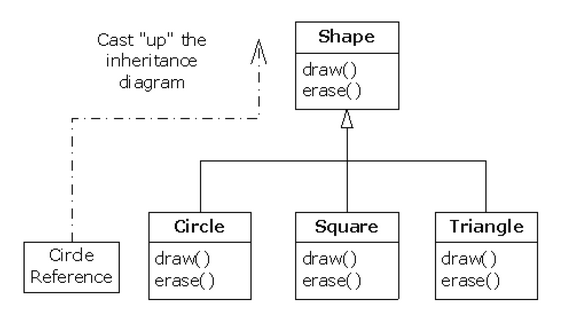 Cast "up" the
inheritance
diagram
Shape
draw()
erase()
Circle
Reference
Circle
draw()
erase()
Square
draw()
erase()
Triangle
draw()
erase()